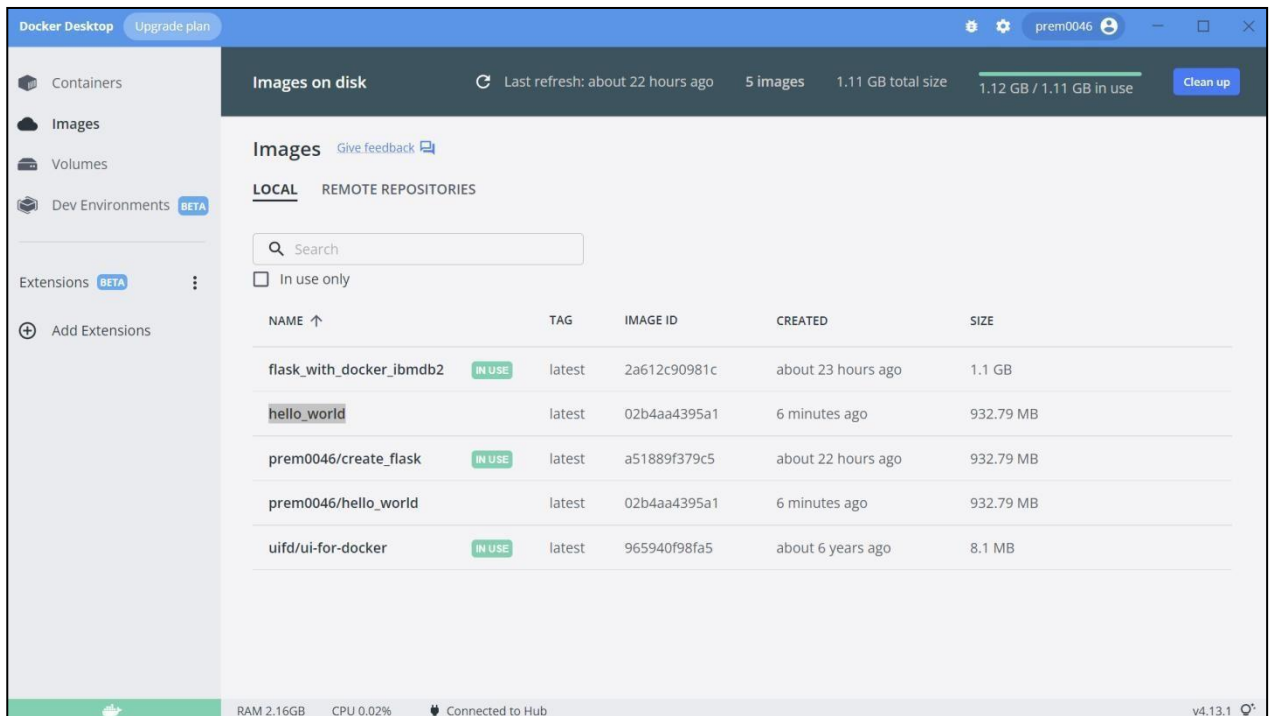 Docker Desktop Upgrade plan prem0046
Containers
Images
Volumes
Dev Environments BETA
Extensions BETA
Add Extensions
Images on disk Last refresh: about 22 hours ago 5 images 1.11 GB total size 1.12 GB / 1.11 GB in use Clean up
Images Give feedback
LOCAL REMOTE REPOSITORIES
Search
In use only
NAME TAG IMAGE ID CREATED SIZE
flask_with_docker_ibmdb2 IN USE latest 2a612c90981c about 23 hours ago 1.1 GB
hello_world latest 02b4aa4395a1 6 minutes ago 932.79 MB
prem0046/create_flask IN USE latest a51889f379c5 about 22 hours ago 932.79 MB
prem0046/hello_world latest 02b4aa4395a1 6 minutes ago 932.79 MB
uifd/ui-for-docker IN USE latest 965940f98fa5 about 6 years ago 8.1 MB
RAM 2.16GB CPU 0.02% Connected to Hub v4.13.1